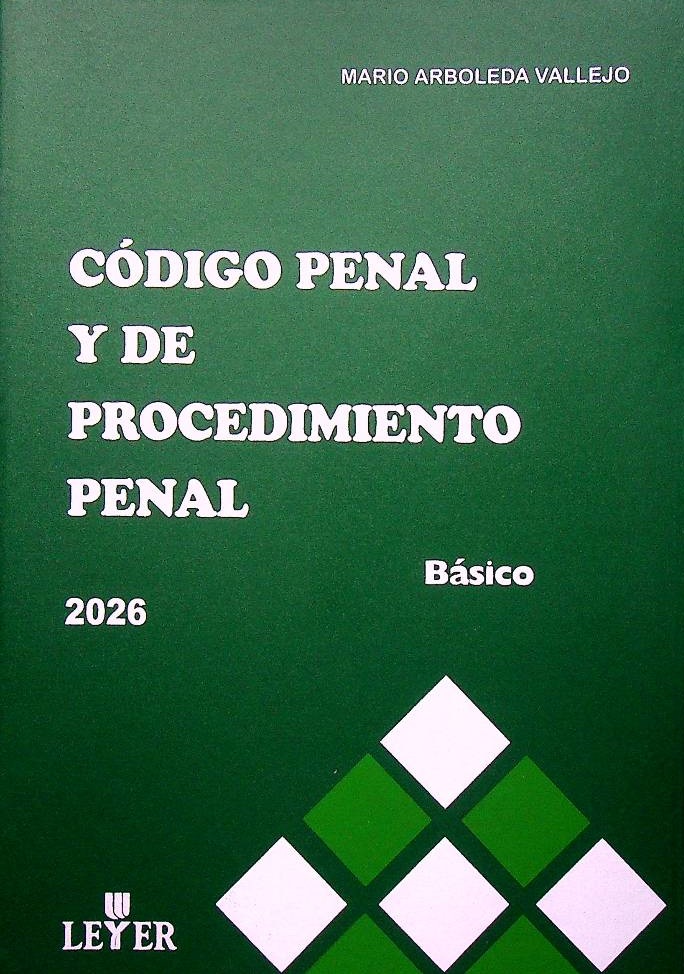 MARIO ARBOLEDA VALLEJO
CÓDIGO PENAL
Y DE
PROCEDIMIENTO
PENAL
Básico
2026
LEYER